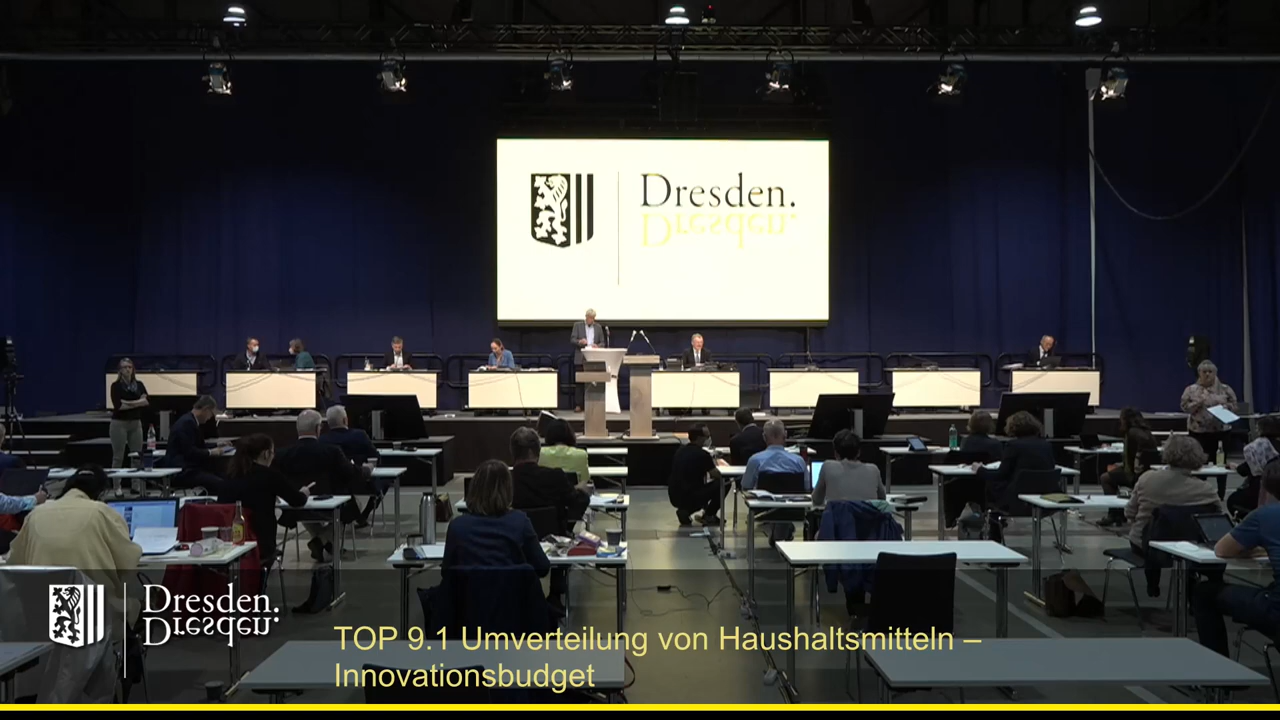 Dresden.
Dresden.
Dresden.
Dresden.
TOP 9.1 Umverteilung von Haushaltsmitteln –
Innovationsbudget